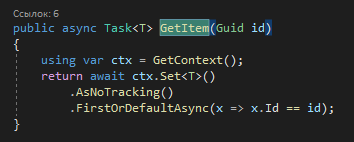 Ссылок: 6
public async Task<T> GetItem(Guid id)
{
using var ctx = GetContext();
return await ctx.Set<T>()
.AsNoTracking()
.FirstOrDefaultAsync(x => x.Id == id);
}